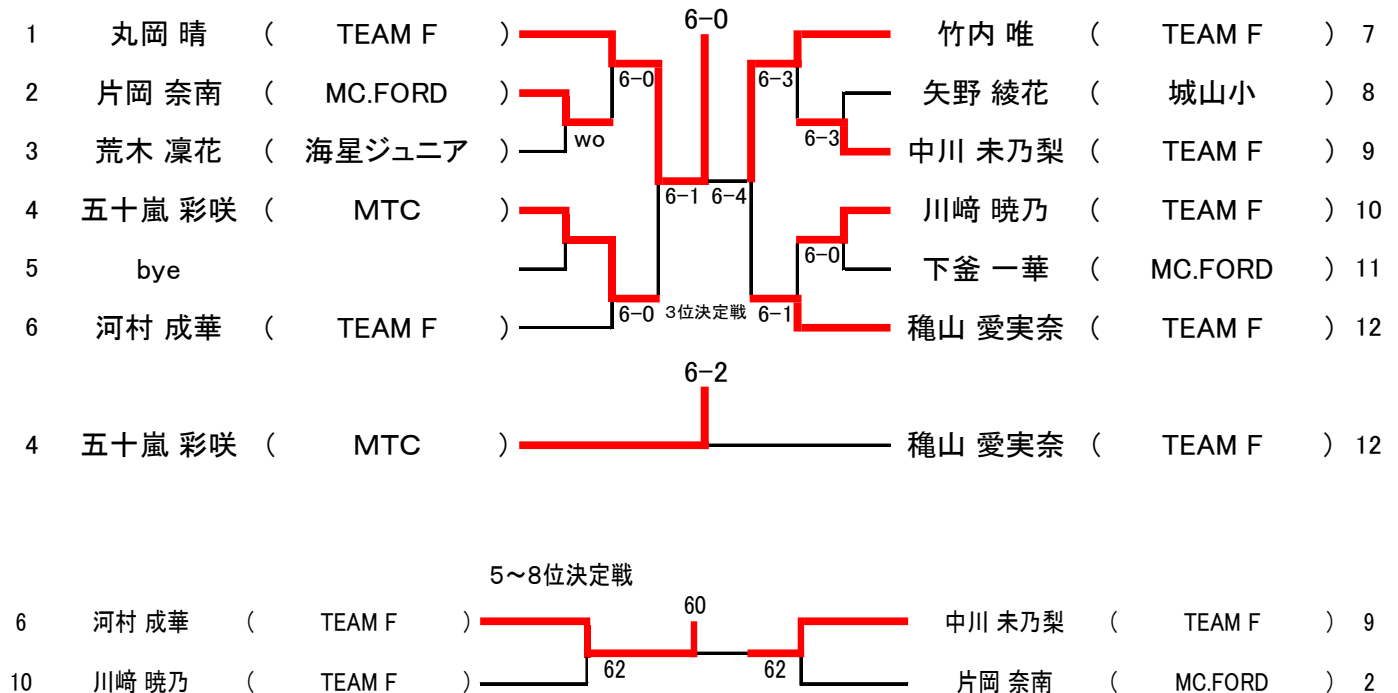 6-0
1 丸岡 晴 ( TEAM F ) 竹内 唯 ( TEAM F ) 7
6-0 6-3
2 片岡 奈南 ( MC.FORD ) 矢野 綾花 ( 城山小 ) 8
wo 6-3
3 荒木 凜花 ( 海星ジュニア ) 中川 未乃梨 ( TEAM F ) 9
6-1 6-4
4 五十嵐 彩咲 ( MTC ) 川﨑 暁乃 ( TEAM F ) 10
6-0
5 bye 下釜 一華 ( MC.FORD ) 11
6-0 3位決定戦 6-1
6 河村 成華 ( TEAM F ) 穐山 愛実奈 ( TEAM F ) 12
6-2
4 五十嵐 彩咲 ( MTC ) 穐山 愛実奈 ( TEAM F ) 12
5～8位決定戦
60
6 河村 成華 ( TEAM F ) 中川 未乃梨 ( TEAM F ) 9
62 62
10 川﨑 暁乃 ( TEAM F ) 片岡 奈南 ( MC.FORD ) 2